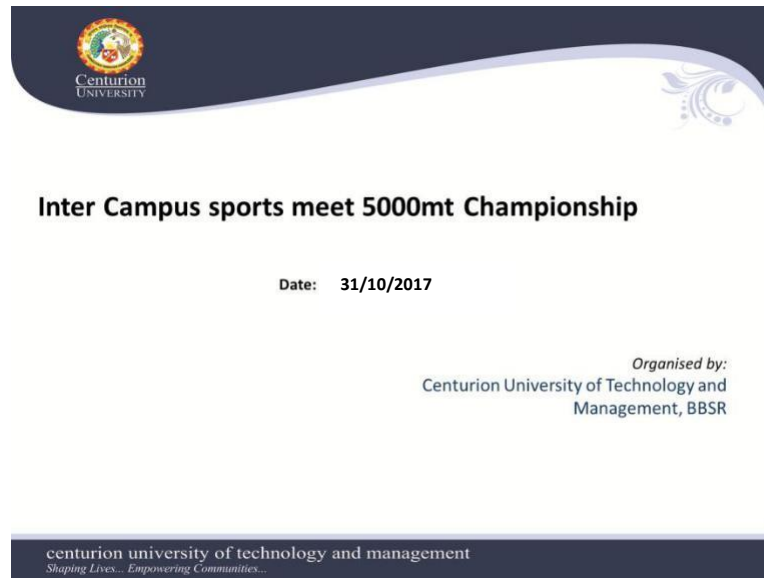 Centurion
UNIVERSITY
Inter Campus sports meet 5000mt Championship
Date: 31/10/2017
Organised by:
Centurion University of Technology and
Management, BBSR
centurion university of technology and management
Shaping Lives... Empowering Communities...